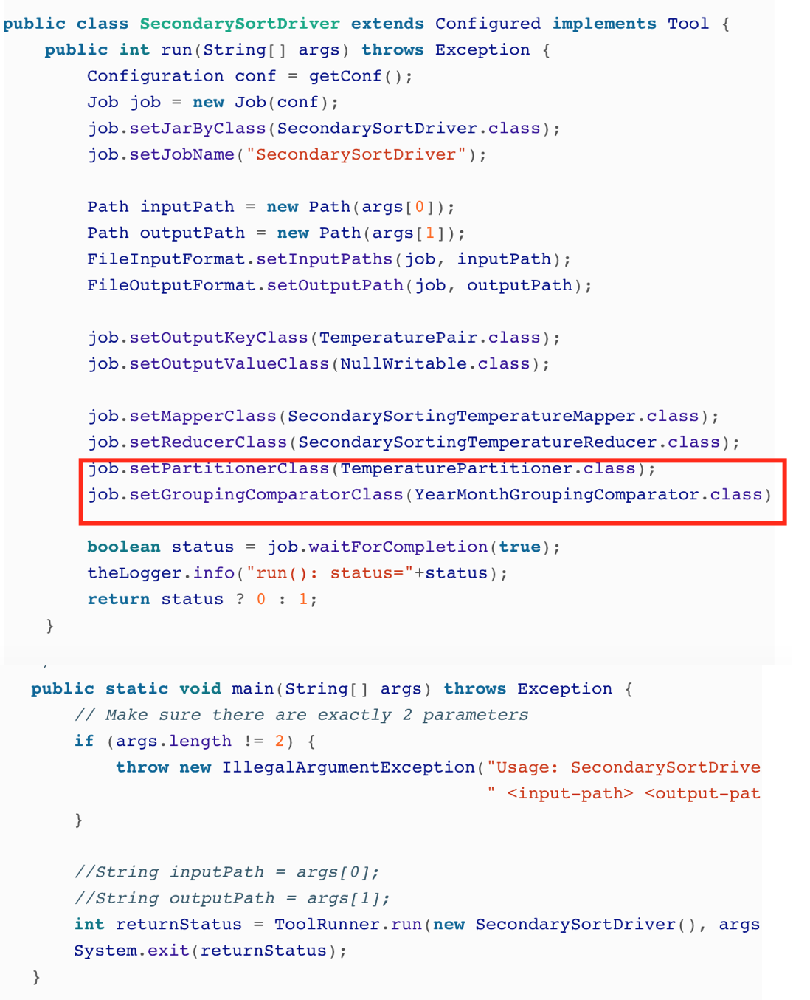 public class SecondarySortDriver extends Configured implements Tool {
    public int run(String[] args) throws Exception {
        Configuration conf = getConf();
        Job job = new Job(conf);
        job.setJarByClass(SecondarySortDriver.class);
        job.setJobName("SecondarySortDriver");

        Path inputPath = new Path(args[0]);
        Path outputPath = new Path(args[1]);
        FileInputFormat.setInputPaths(job, inputPath);
        FileOutputFormat.setOutputPath(job, outputPath);

        job.setOutputKeyClass(TemperaturePair.class);
        job.setOutputValueClass(NullWritable.class);

        job.setMapperClass(SecondarySortingTemperatureMapper.class);
        job.setReducerClass(SecondarySortingTemperatureReducer.class);
        job.setPartitionerClass(TemperaturePartitioner.class);
        job.setGroupingComparatorClass(YearMonthGroupingComparator.class)

        boolean status = job.waitForCompletion(true);
        theLogger.info("run(): status="+status);
        return status ? 0 : 1;
    }

public static void main(String[] args) throws Exception {
    // Make sure there are exactly 2 parameters
    if (args.length != 2) {
        throw new IllegalArgumentException("Usage: SecondarySortDrive
                                           " <input-path> <output-pat
    }

    //String inputPath = args[0];
    //String outputPath = args[1];
    int returnStatus = ToolRunner.run(new SecondarySortDriver(), args
    System.exit(returnStatus);
}